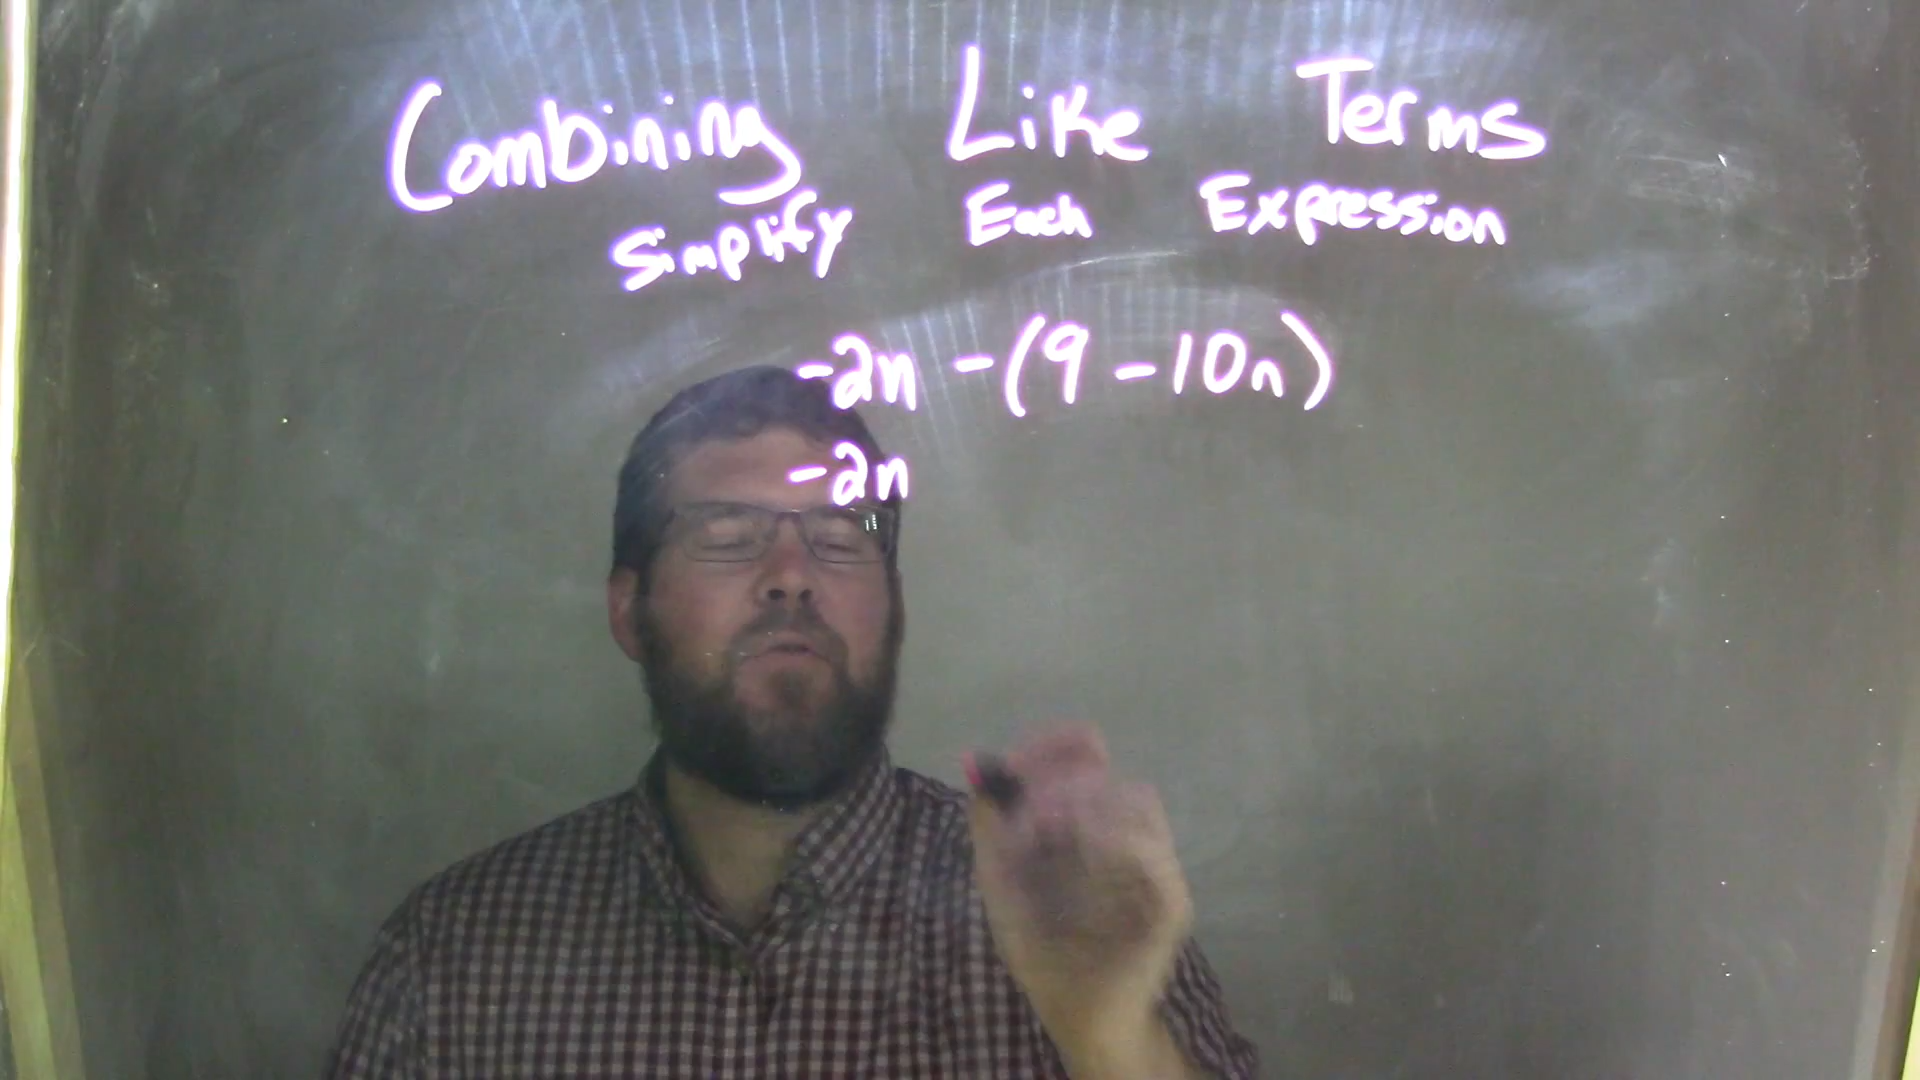 Combining Like Terms
Simplify Each Expression
-2n -(9 - 10n)
-2n